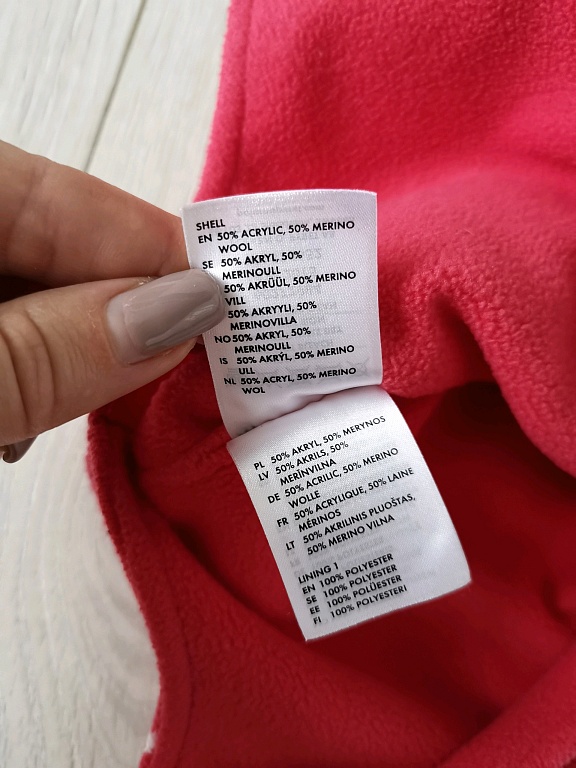 SHELL
EN 50% ACRYLIC, 50% MERINO
WOOL
SE 50% AKRYL, 50%
MERINOULL
50% AKRÜÜL, 50% MERINO
VILL
50% AKRYYLI, 50%
MERINOVILLA
NO 50% AKRYL, 50%
MERINOULL
IS 50% AKRÝL, 50% MERINO
ULL
NL 50% ACRYL, 50% MERINO
WOL
PL 50% AKRYL, 50% MERYNOS
LV 50% AKRILS, 50%
MERĪNVILNA
DE 50% ACRILIC, 50% MERINO
WOLLE
FR 50% ACRYLIQUE, 50% LAINE
MÉRINOS
LT 50% AKRILINIS PLUOŠTAS,
50% MERINO VILNA
LINING 1
EN 100% POLYESTER
SE 100% POLYESTER
EE 100% POLÜESTER
FI 100% POLYESTERI